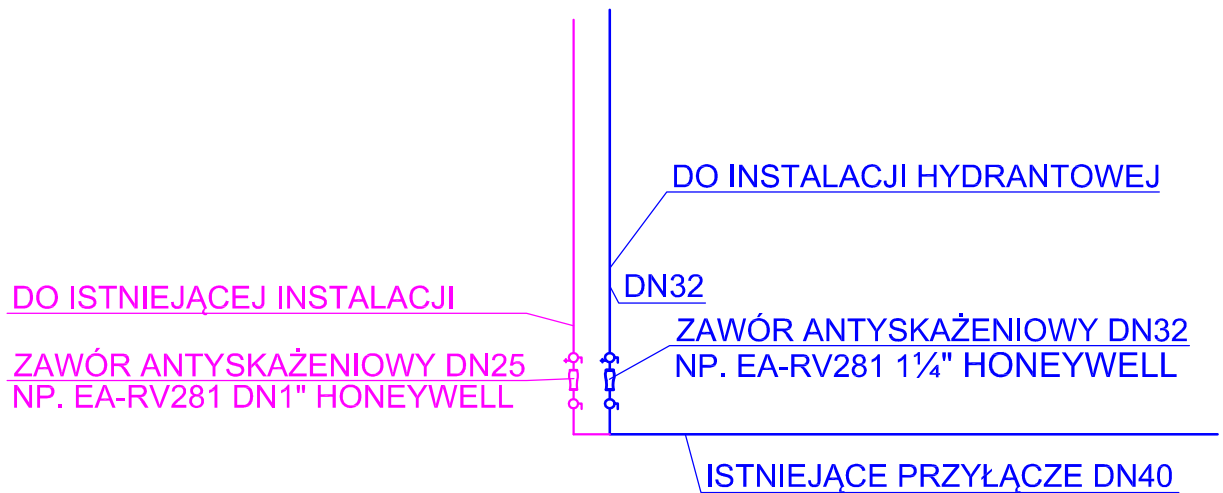 DO INSTALACJI HYDRANTOWEJ
DN32
DO ISTNIEJĄCEJ INSTALACJI
ZAWÓR ANTYSKAŻENIOWY DN32
NP. EA-RV281 1¼" HONEYWELL
ZAWÓR ANTYSKAŻENIOWY DN25
NP. EA-RV281 DN1" HONEYWELL
ISTNIEJĄCE PRZYŁĄCZE DN40